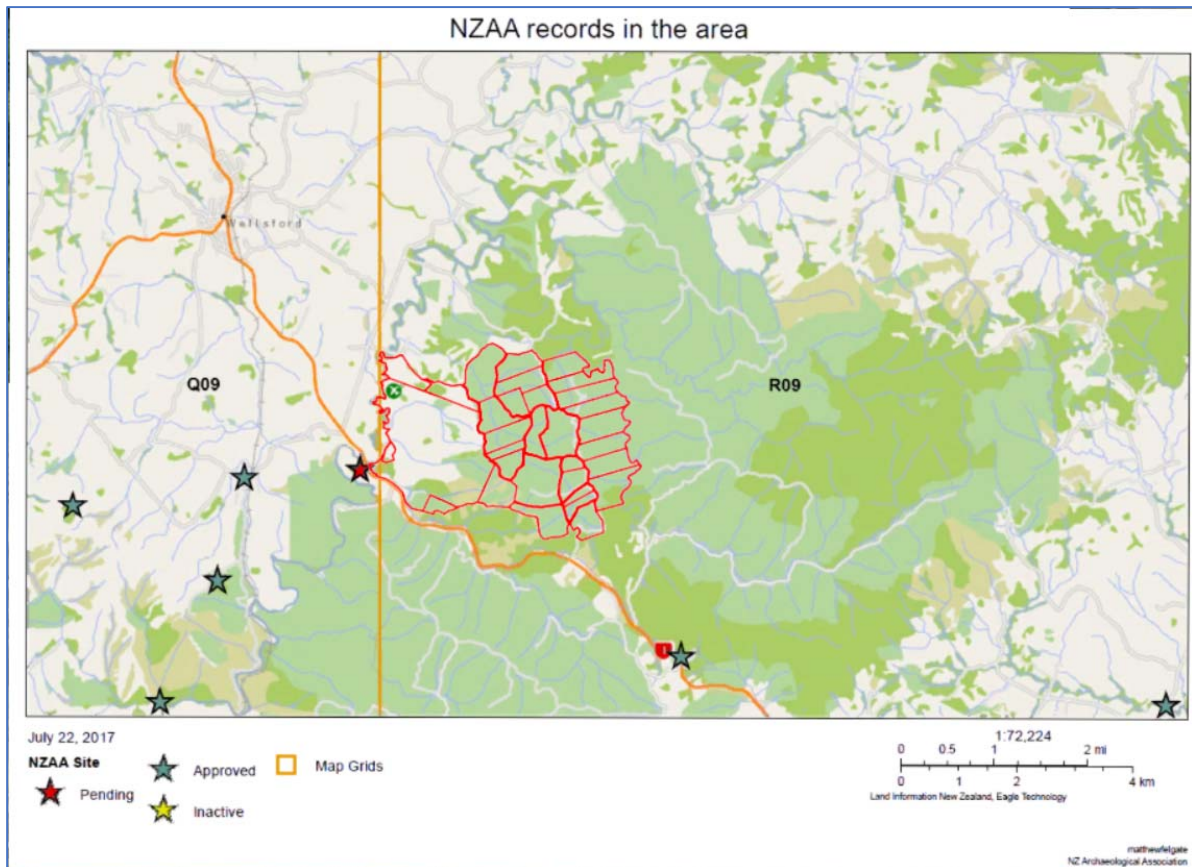 NZAA records in the area
Wellsford
Q09
R09
1
July 22, 2017
NZAA Site
Pending
Approved
Inactive
Map Grids
1:72,224
0 0.5 1 2 mi
0 1 2 4 km
Land Information New Zealand, Eagle Technology
matthewfelgate
NZ Archaeological Association